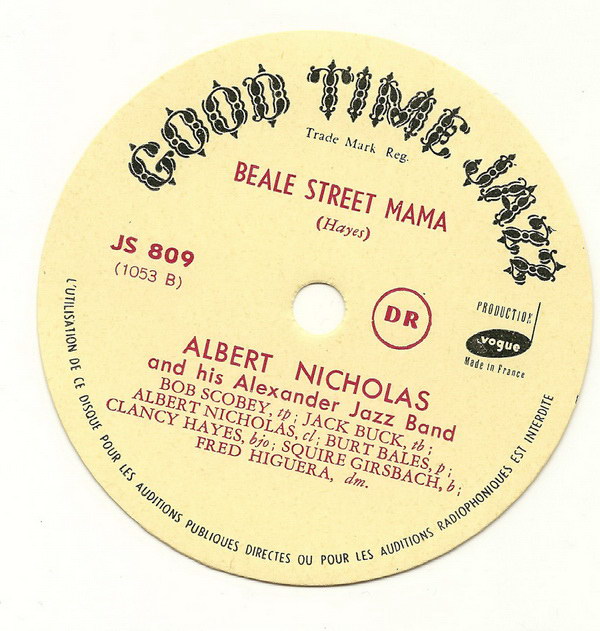 GOOD TIME JAZZ
Trade Mark Reg.
BEALE STREET MAMA
(Hayes)
JS 809
(1053 B)
DR
PRODUCTION
vogue
Made in France
ALBERT NICHOLAS
and his Alexander Jazz Band
BOB SCOBEY, tp; JACK BUCK, tb;
ALBERT NICHOLAS, cl; BURT BALES, p;
CLANCY HAYES, bjo; SQUIRE GIRSBACH, b;
FRED HIGUERA, dm.
L'UTILISATION DE CE DISQUE POUR LES AUDITIONS PUBLIQUES DIRECTES OU POUR LES AUDITIONS RADIOPHONIQUES EST INTERDITE